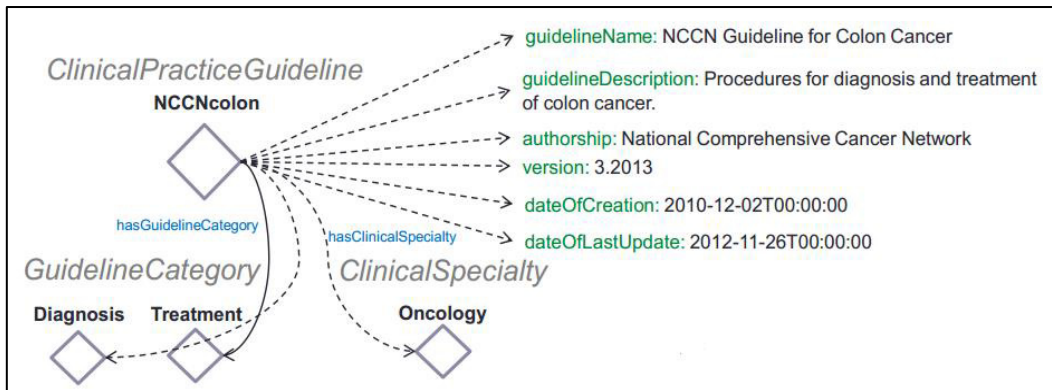 guidelineName: NCCN Guideline for Colon Cancer
ClinicalPracticeGuideline
guidelineDescription: Procedures for diagnosis and treatment
of colon cancer.
NCCNcolon
authorship: National Comprehensive Cancer Network
version: 3.2013
dateOfCreation: 2010-12-02T00:00:00
hasGuidelineCategory
hasClinicalSpecialty
dateOfLastUpdate: 2012-11-26T00:00:00
GuidelineCategory
ClinicalSpecialty
Diagnosis
Treatment
Oncology